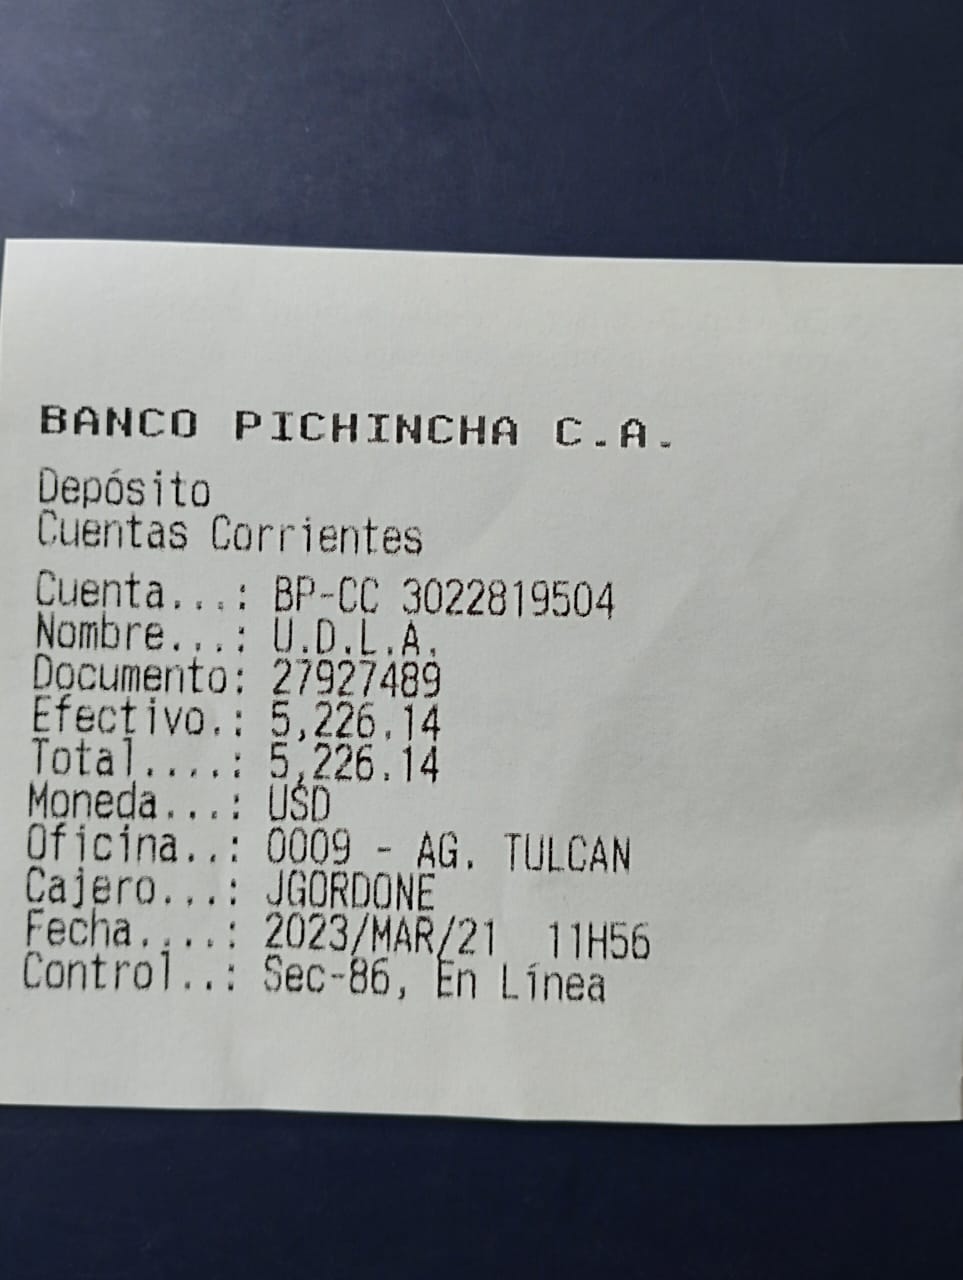 BANCO PICHINCHA C.A.
Depósito
Cuentas Corrientes
Cuenta...: BP-CC 3022819504
Nombre...: U.D.L.A.
Documento: 27927489
Efectivo.: 5,226.14
Total....: 5,226.14
Moneda...: USD
Oficina..: 0009 - AG. TULCAN
Cajero...: JGORDONE
Fecha....: 2023/MAR/21 11H56
Control..: Sec-86, En Línea